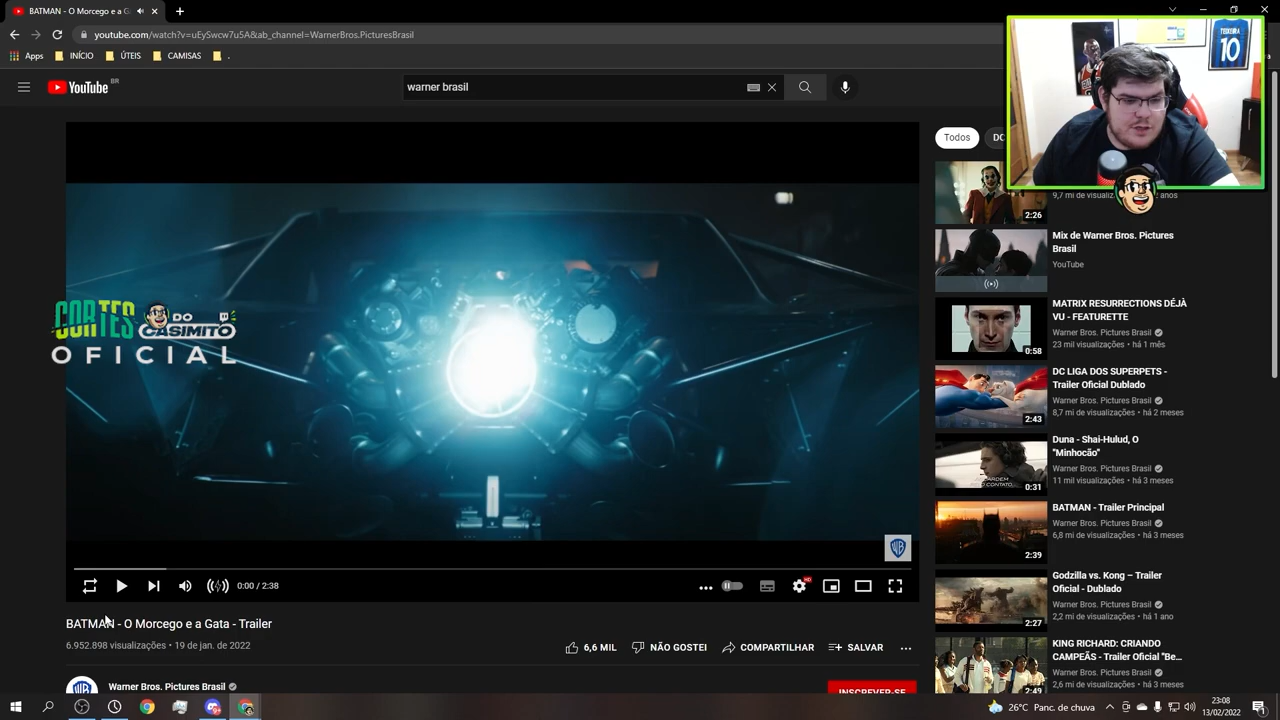 BATMAN - O Morcego e a G
youtube.com/watch?v=uEySwcw7u5A&ab_channel=WarnerBros.PicturesBras
Apps
INÍCIO
ÚTEIS
CAMISAS
.
TEIXEIRA
10
YouTube BR
warner brasil
Todos
DC
2:26
9,7 mi de visualiz
anos
Mix de Warner Bros. Pictures
Brasil
YouTube
CORTES
DO
CASIMITO
OFICIAL
MATRIX RESURRECTIONS DÉJÀ
VU - FEATURETTE
Warner Bros. Pictures Brasil
23 mil visualizações • há 1 mês
0:58
DC LIGA DOS SUPERPETS -
Trailer Oficial Dublado
Warner Bros. Pictures Brasil
8,7 mi de visualizações • há 2 meses
2:43
Duna - Shai-Hulud, O
"Minhocão"
Warner Bros. Pictures Brasil
11 mil visualizações • há 3 meses
0:31
BATMAN - Trailer Principal
Warner Bros. Pictures Brasil
6,8 mi de visualizações • há 3 meses
2:39
WB
0:00 / 2:38
HD
Godzilla vs. Kong – Trailer
Oficial - Dublado
Warner Bros. Pictures Brasil
2,2 mi de visualizações • há 1 ano
2:27
BATMAN - O Morcego e a Gata - Trailer
6.952.898 visualizações • 19 de jan. de 2022
6,6 MIL
NÃO GOSTEI
COMPARTILHAR
SALVAR
KING RICHARD: CRIANDO
CAMPEÃS - Trailer Oficial "Be...
Warner Bros. Pictures Brasil
2,6 mi de visualizações • há 3 meses
2:49
Warner Bros. Pictures Brasil
INSCREVER-SE
26°C Panc. de chuva
23:08
13/02/2022